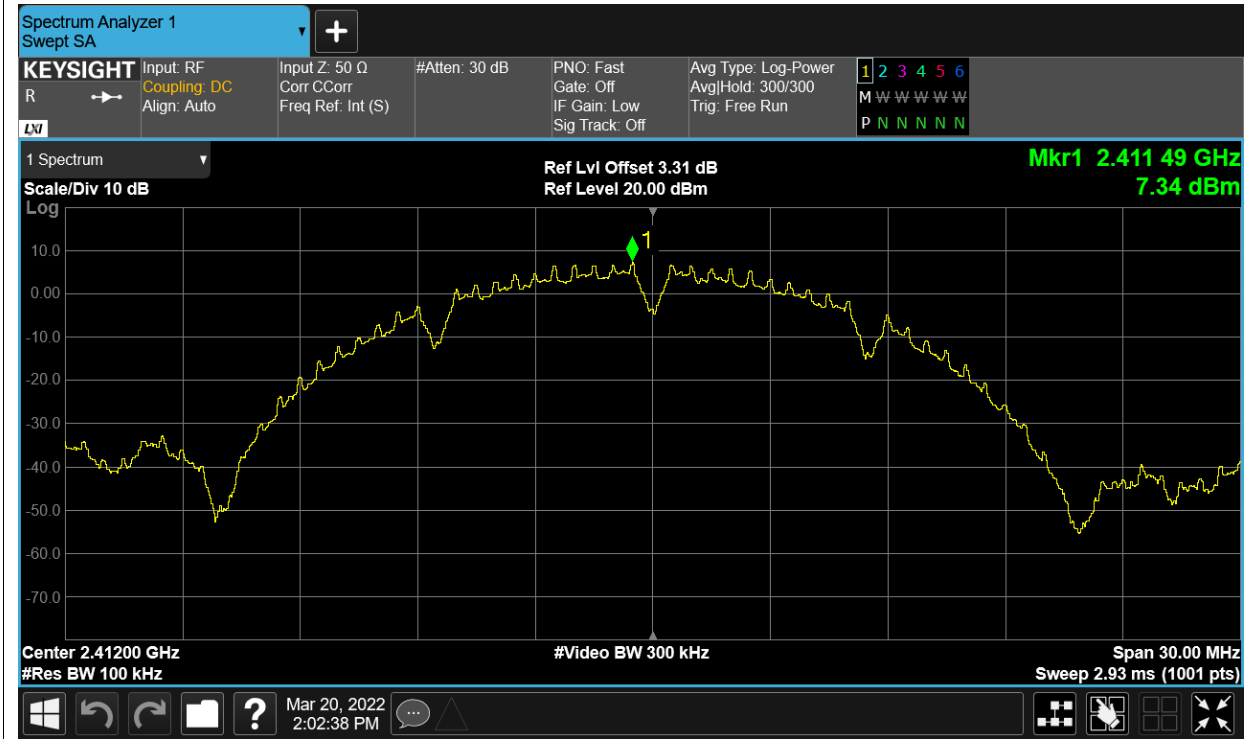 Spectrum Analyzer 1
Swept SA
KEYSIGHT
R
LXI
Input: RF
Coupling: DC
Align: Auto
Input Z: 50 Ω
Corr CCorr
Freq Ref: Int (S)
#Atten: 30 dB
PNO: Fast
Gate: Off
IF Gain: Low
Sig Track: Off
Avg Type: Log-Power
Avg|Hold: 300/300
Trig: Free Run
1 2 3 4 5 6
M W W W W W
P N N N N N
1 Spectrum
Scale/Div 10 dB
Log
Ref Lvl Offset 3.31 dB
Ref Level 20.00 dBm
Mkr1 2.411 49 GHz
7.34 dBm
1
10.0
0.00
-10.0
-20.0
-30.0
-40.0
-50.0
-60.0
-70.0
Center 2.41200 GHz
#Res BW 100 kHz
#Video BW 300 kHz
Span 30.00 MHz
Sweep 2.93 ms (1001 pts)
?
Mar 20, 2022
2:02:38 PM